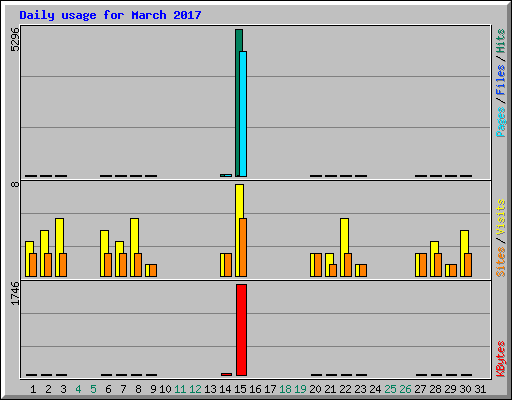 Daily usage for March 2017
5296
8
1746
Pages / Files / Hits
Sites / Visits
KBytes
1 2 3 4 5 6 7 8 9 10 11 12 13 14 15 16 17 18 19 20 21 22 23 24 25 26 27 28 29 30 31